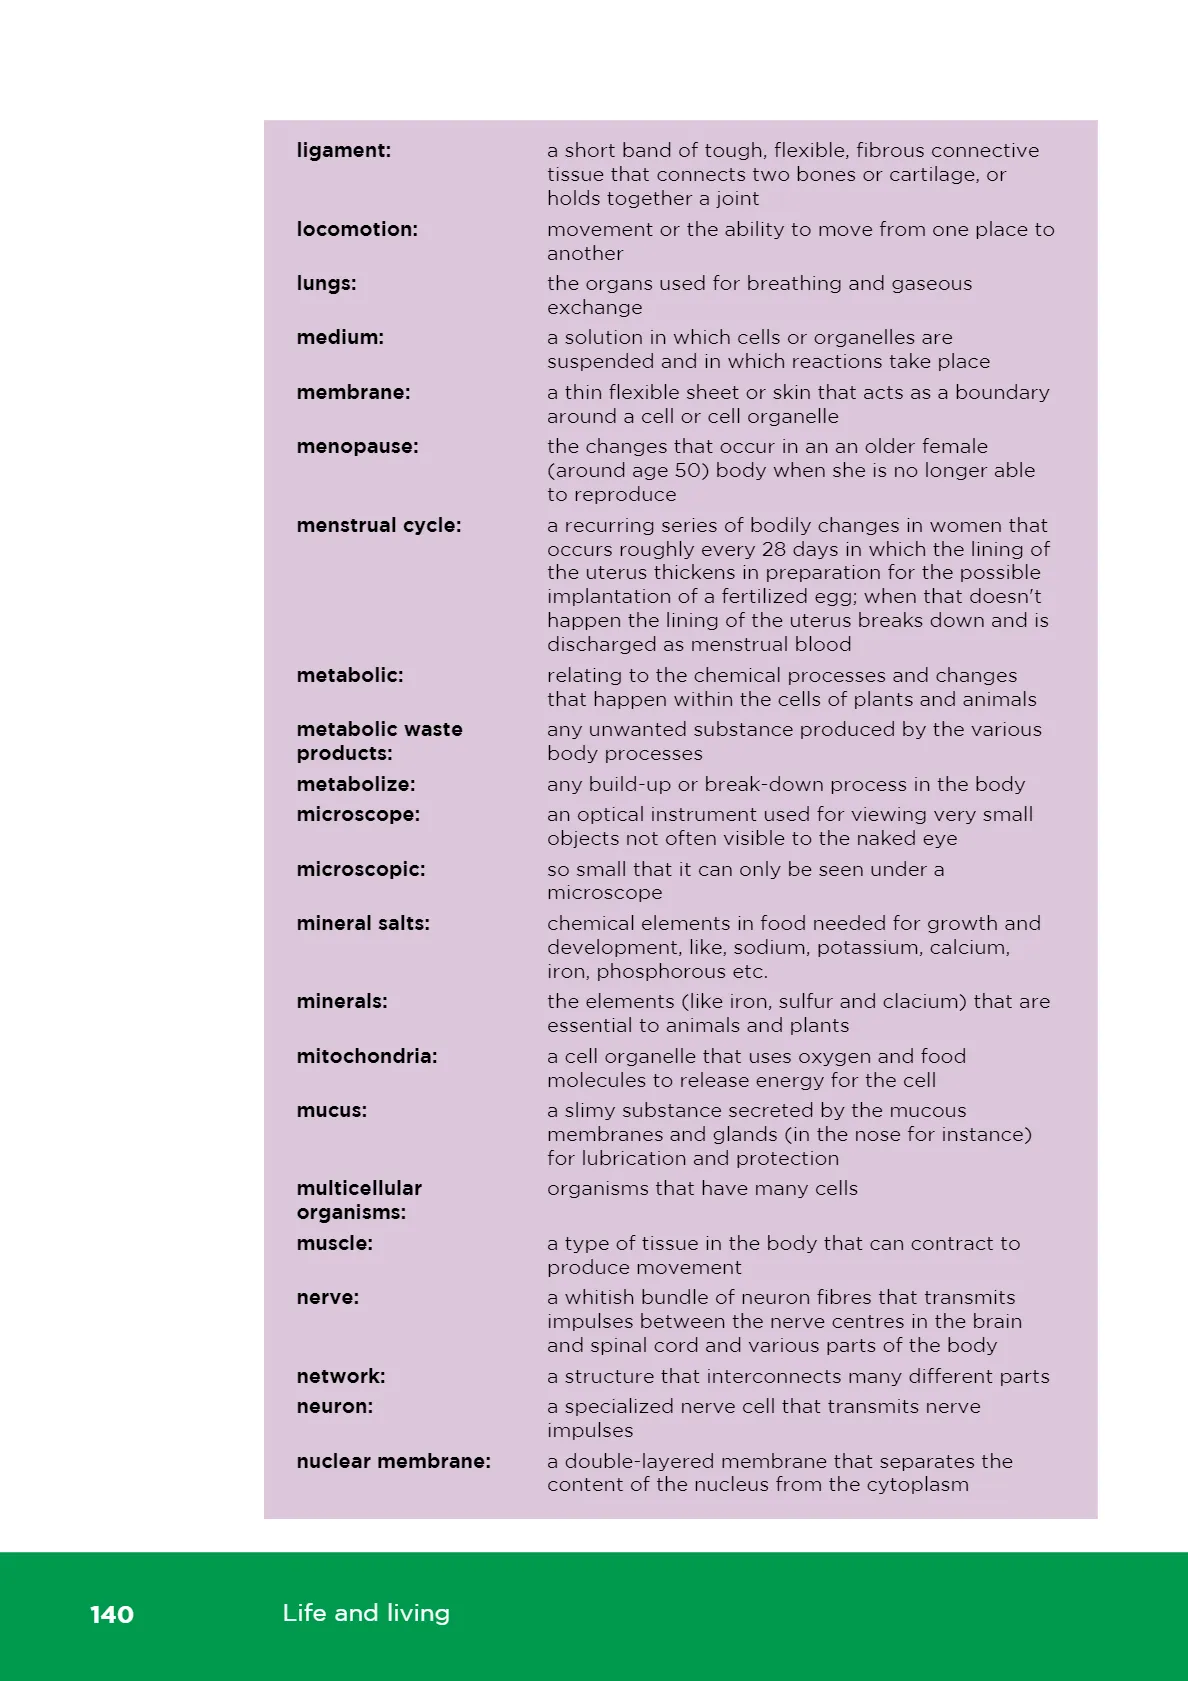 ligament: a short band of tough, flexible, fibrous connective
tissue that connects two bones or cartilage, or
holds together a joint
locomotion: movement or the ability to move from one place to
another
lungs: the organs used for breathing and gaseous
exchange
medium: a solution in which cells or organelles are
suspended and in which reactions take place
membrane: a thin flexible sheet or skin that acts as a boundary
around a cell or cell organelle
menopause: the changes that occur in an an older female
(around age 50) body when she is no longer able
to reproduce
menstrual cycle: a recurring series of bodily changes in women that
occurs roughly every 28 days in which the lining of
the uterus thickens in preparation for the possible
implantation of a fertilized egg; when that doesn't
happen the lining of the uterus breaks down and is
discharged as menstrual blood
metabolic: relating to the chemical processes and changes
that happen within the cells of plants and animals
metabolic waste any unwanted substance produced by the various
products: body processes
metabolize: any build-up or break-down process in the body
microscope: an optical instrument used for viewing very small
objects not often visible to the naked eye
microscopic: so small that it can only be seen under a
microscope
mineral salts: chemical elements in food needed for growth and
development, like, sodium, potassium, calcium,
iron, phosphorous etc.
minerals: the elements (like iron, sulfur and clacium) that are
essential to animals and plants
mitochondria: a cell organelle that uses oxygen and food
molecules to release energy for the cell
mucus: a slimy substance secreted by the mucous
membranes and glands (in the nose for instance)
for lubrication and protection
multicellular organisms that have many cells
organisms:
muscle: a type of tissue in the body that can contract to
produce movement
nerve: a whitish bundle of neuron fibres that transmits
impulses between the nerve centres in the brain
and spinal cord and various parts of the body
network: a structure that interconnects many different parts
neuron: a specialized nerve cell that transmits nerve
impulses
nuclear membrane: a double-layered membrane that separates the
content of the nucleus from the cytoplasm
140 Life and living